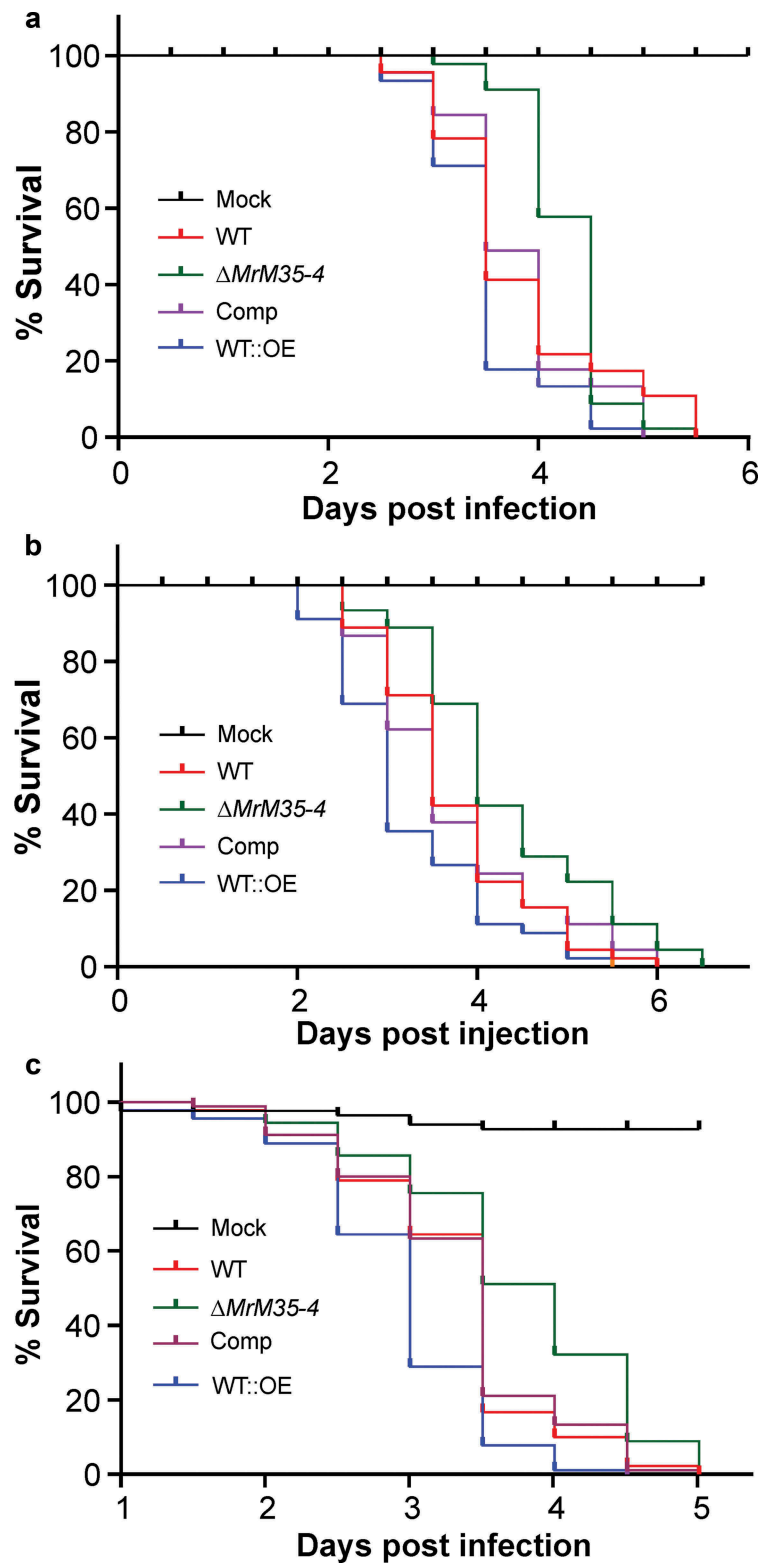 a
100
80
60
40
20
0
% Survival
Mock
WT
ΔMrM35-4
Comp
WT::OE
0 2 4 6
Days post infection
b
100
80
60
40
20
0
% Survival
Mock
WT
ΔMrM35-4
Comp
WT::OE
0 2 4 6
Days post injection
c
100
80
60
40
20
0
% Survival
Mock
WT
ΔMrM35-4
Comp
WT::OE
1 2 3 4 5
Days post infection